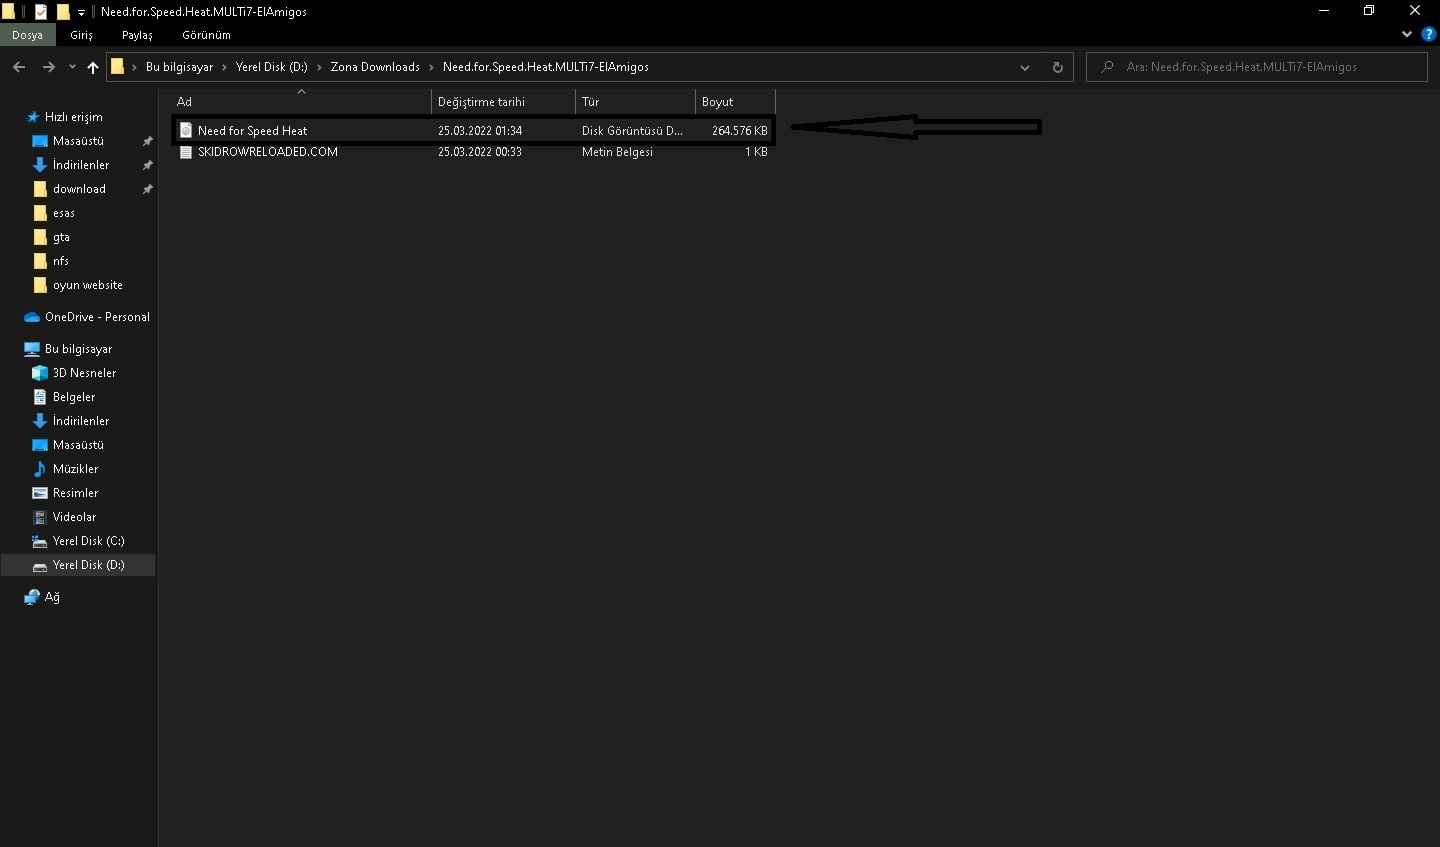 Need.for.Speed.Heat.MULTi7-ElAmigos
Dosya Giriş Paylaş Görünüm
Bu bilgisayar Yerel Disk (D:) Zona Downloads Need.for.Speed.Heat.MULTi7-ElAmigos
Ara: Need.for.Speed.Heat.MULTi7-ElAmigos
Hızlı erişim
Masaüstü
İndirilenler
download
esas
gta
nfs
oyun website
OneDrive - Personal
Bu bilgisayar
3D Nesneler
Belgeler
İndirilenler
Masaüstü
Müzikler
Resimler
Videolar
Yerel Disk (C:)
Yerel Disk (D:)
Ağ
Ad Değiştirme tarihi Tür Boyut
Need for Speed Heat 25.03.2022 01:34 Disk Görüntüsü D... 264.576 KB
SKIDROWRELOADED.COM 25.03.2022 00:33 Metin Belgesi 1 KB